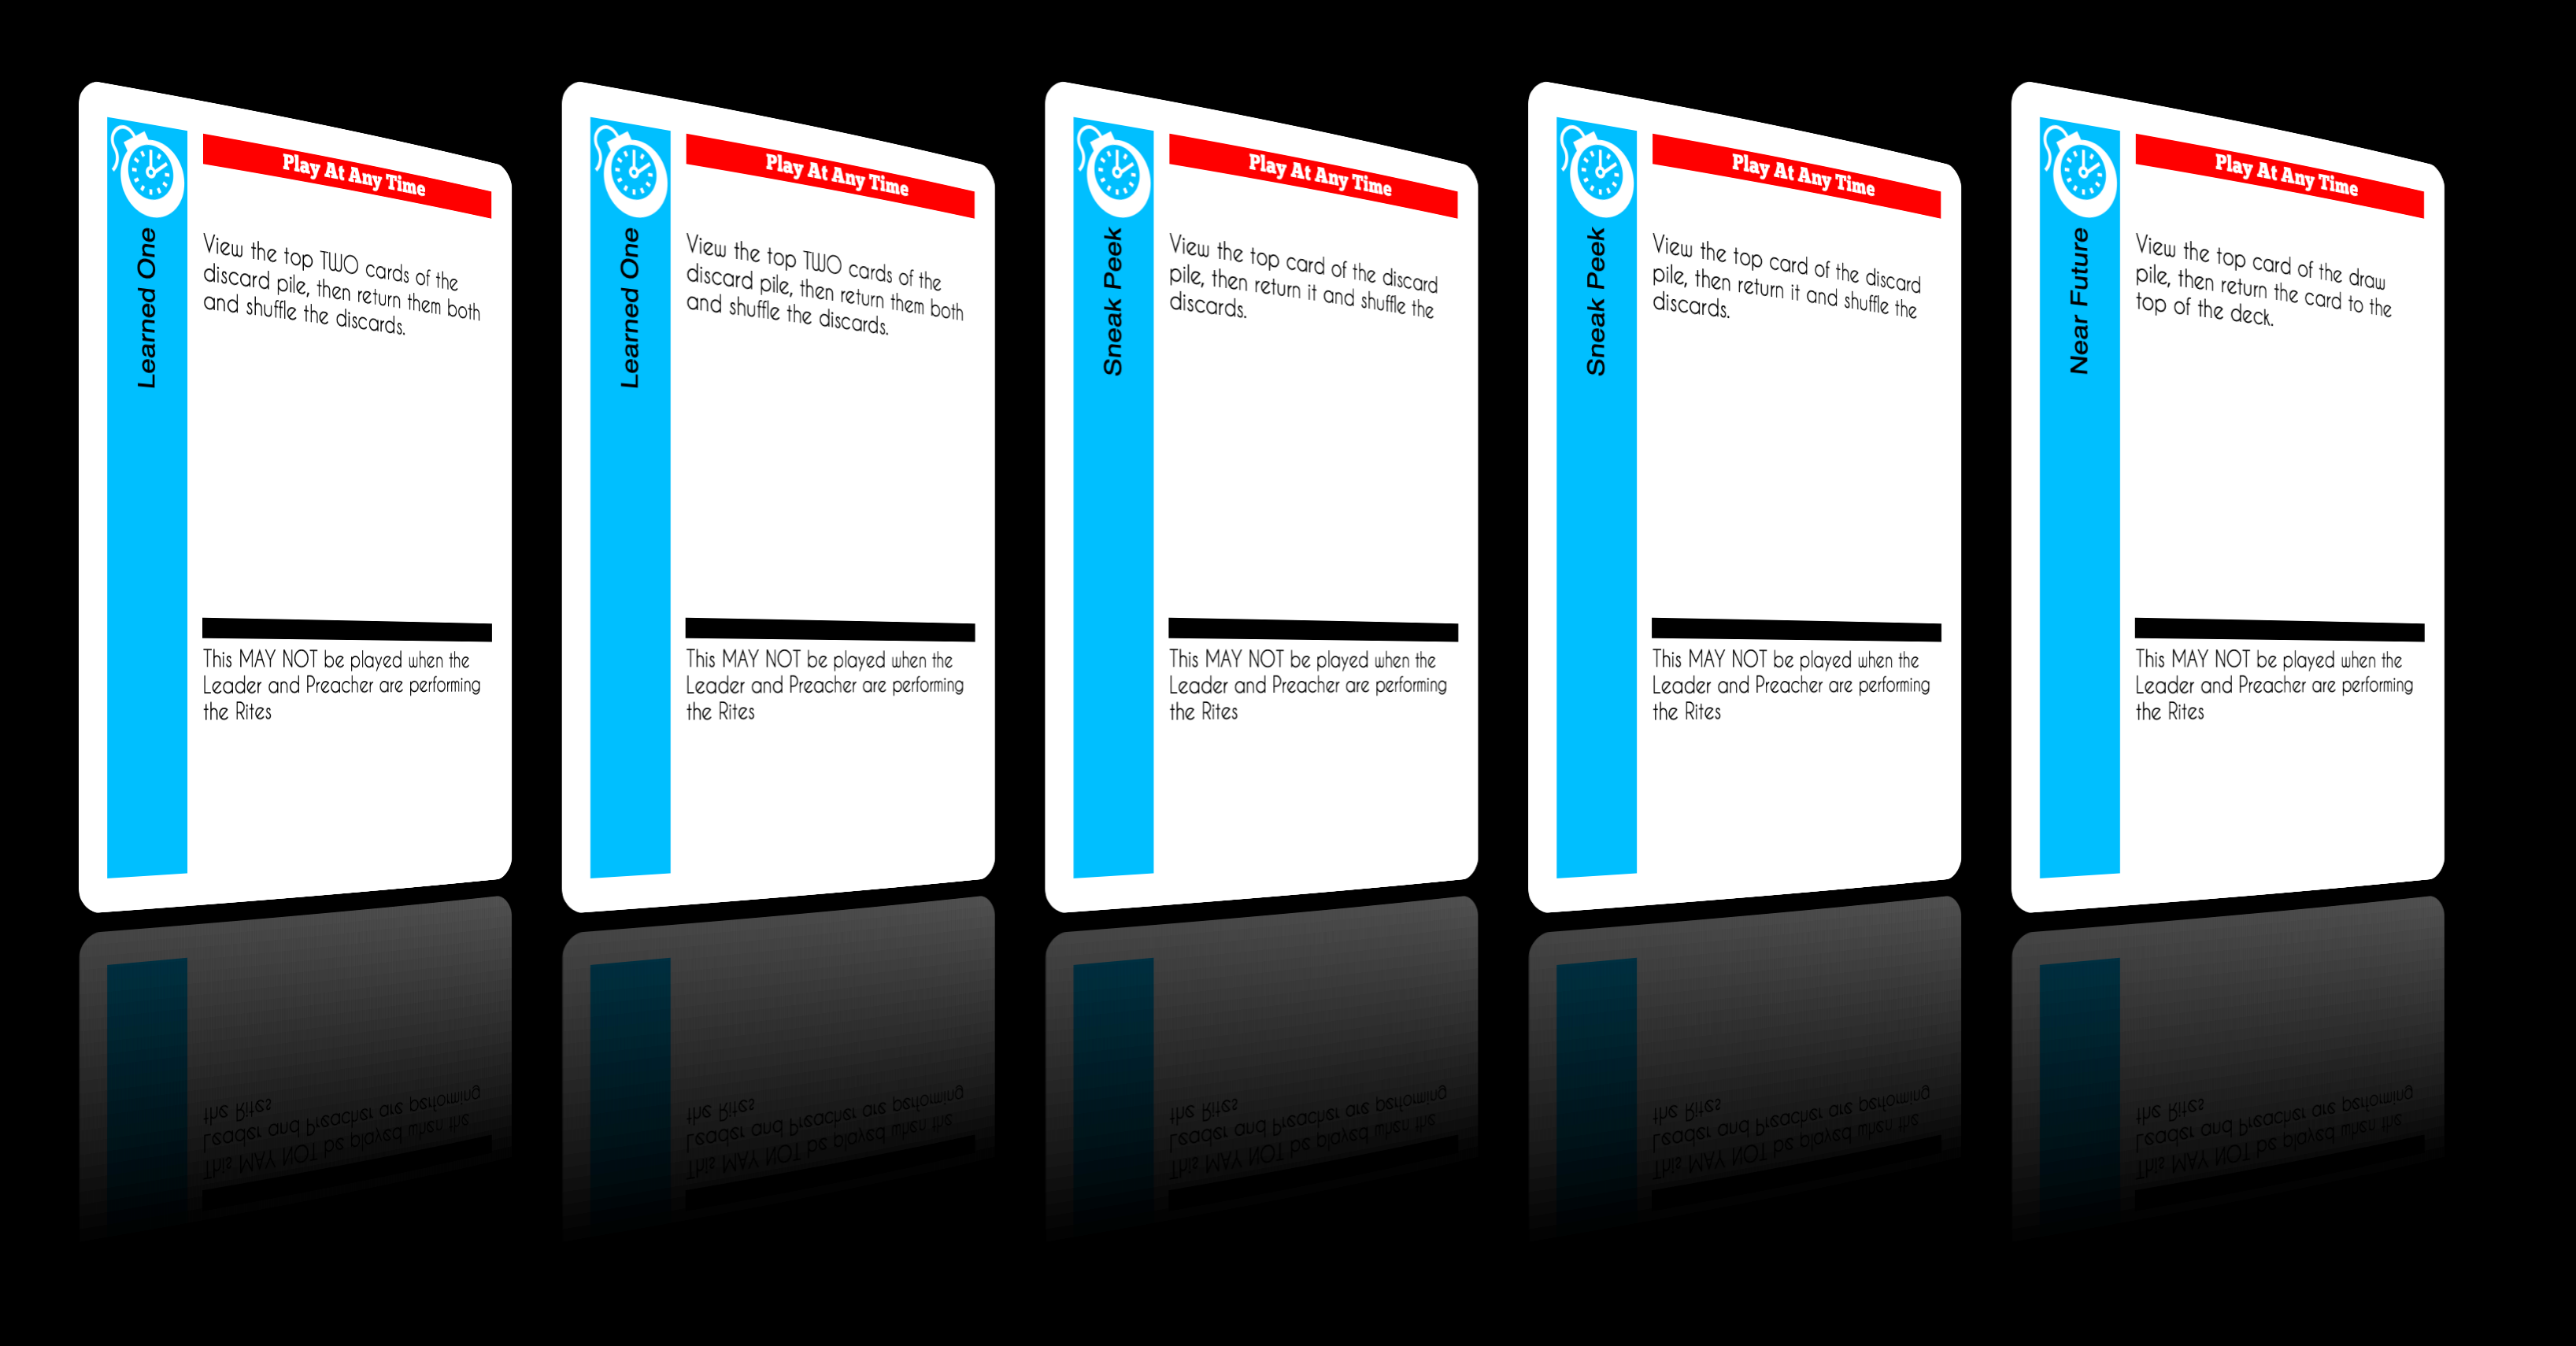 Learned One
Play At Any Time
View the top TWO cards of the
discard pile, then return them both
and shuffle the discards.
This MAY NOT be played when the
Leader and Preacher are performing
the Rites
Learned One
Play At Any Time
View the top TWO cards of the
discard pile, then return them both
and shuffle the discards.
This MAY NOT be played when the
Leader and Preacher are performing
the Rites
Sneak Peek
Play At Any Time
View the top card of the discard
pile, then return it and shuffle the
discards.
This MAY NOT be played when the
Leader and Preacher are performing
the Rites
Sneak Peek
Play At Any Time
View the top card of the discard
pile, then return it and shuffle the
discards.
This MAY NOT be played when the
Leader and Preacher are performing
the Rites
Near Future
Play At Any Time
View the top card of the draw
pile, then return the card to the
top of the deck.
This MAY NOT be played when the
Leader and Preacher are performing
the Rites